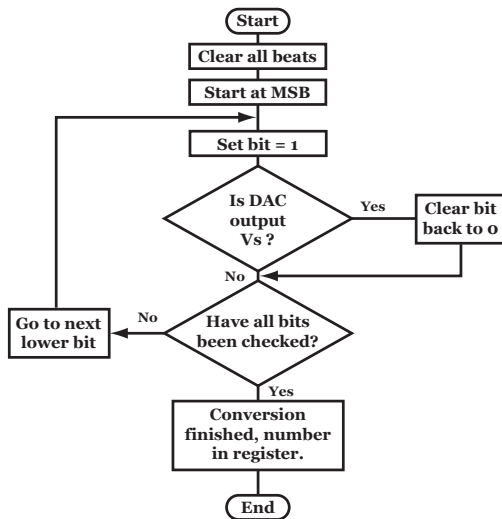 Start
Clear all beats
Start at MSB
Set bit = 1
Is DAC
output
Vs ?
Yes
Clear bit
back to 0
No
Go to next
lower bit
No
Have all bits
been checked?
Yes
Conversion
finished, number
in register.
End